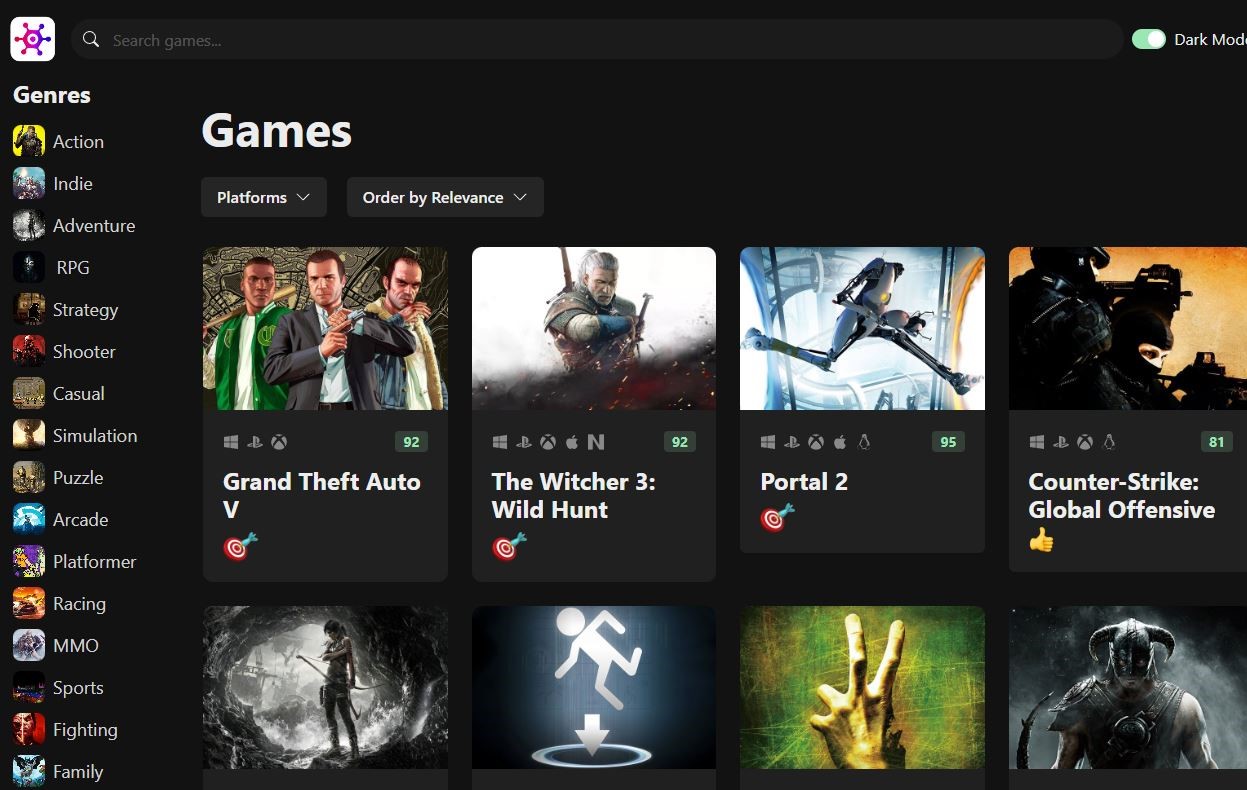 Search games...
Dark Mod
Genres
Action
Indie
Adventure
RPG
Strategy
Shooter
Casual
Simulation
Puzzle
Arcade
Platformer
Racing
MMO
Sports
Fighting
Family
Games
Platforms
Order by Relevance
92
Grand Theft Auto
V
92
The Witcher 3:
Wild Hunt
95
Portal 2
81
Counter-Strike:
Global Offensive